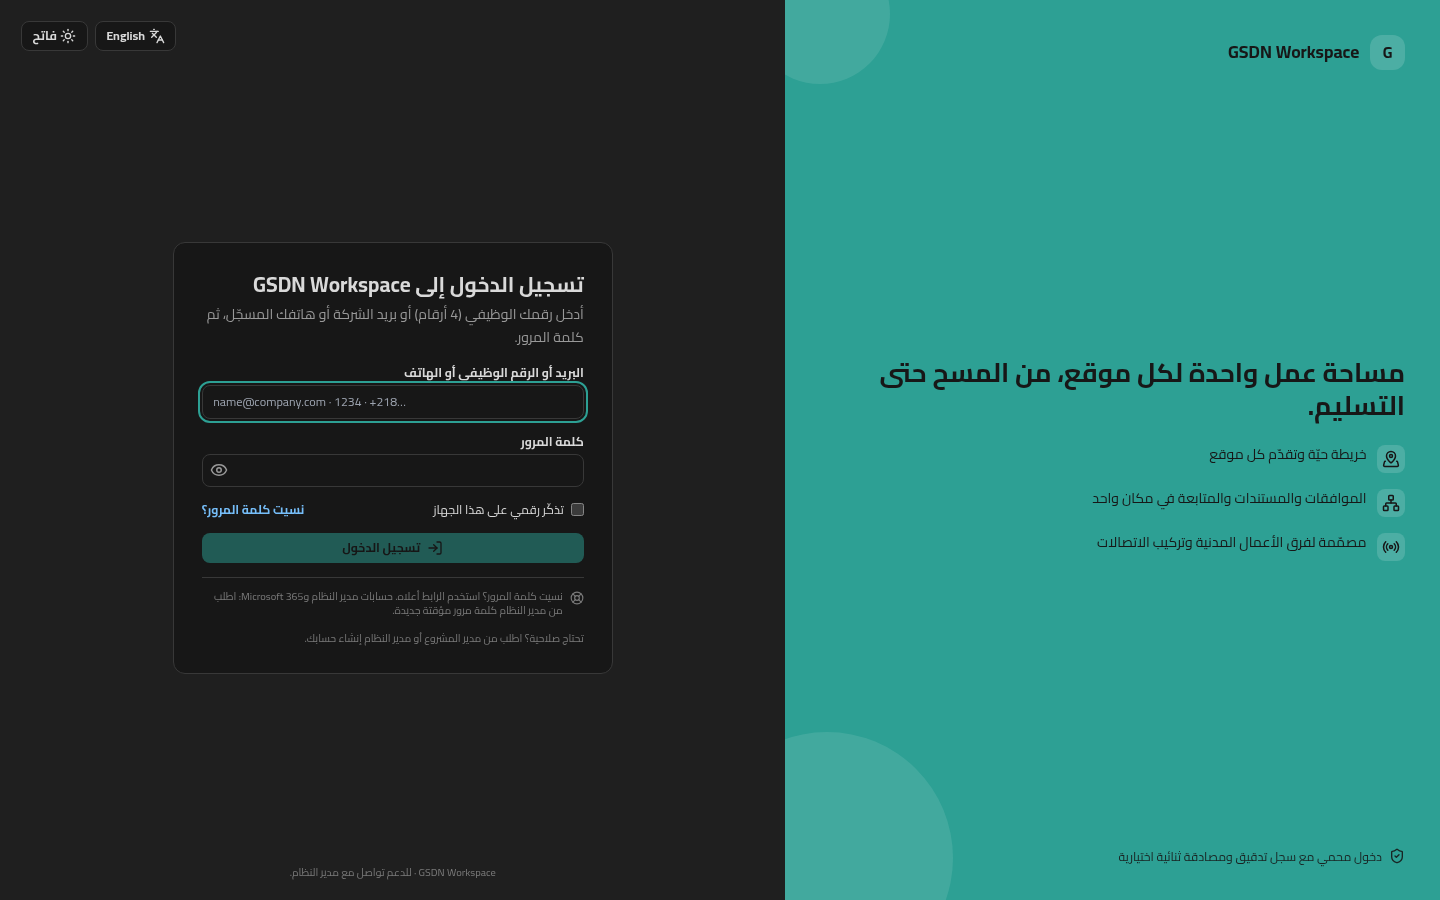 G
GSDN Workspace
مساحة عمل واحدة لكل موقع، من المسح حتى
التسليم.
خريطة حيّة وتقدّم كل موقع
الموافقات والمستندات والمتابعة في مكان واحد
مصمّمة لفرق الأعمال المدنية وتركيب الاتصالات
دخول محمي مع سجل تدقيق ومصادقة ثنائية اختيارية
English
فاتح
تسجيل الدخول إلى GSDN Workspace
أدخل رقمك الوظيفي (4 أرقام) أو بريد الشركة أو هاتفك المسجّل، ثم
كلمة المرور.
البريد أو الرقم الوظيفي أو الهاتف
name@company.com · 1234 · +218...
كلمة المرور
تذكّر رقمي على هذا الجهاز
نسيت كلمة المرور؟
تسجيل الدخول
نسيت كلمة المرور؟ استخدم الرابط أعلاه. حسابات مدير النظام وMicrosoft 365: اطلب
من مدير النظام كلمة مرور مؤقتة جديدة.
تحتاج صلاحية؟ اطلب من مدير المشروع أو مدير النظام إنشاء حسابك.
GSDN Workspace · للدعم تواصل مع مدير النظام.